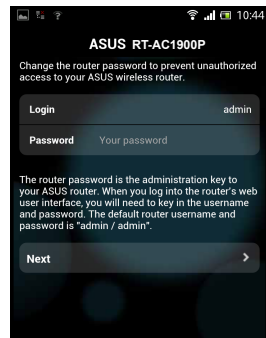 10:44
ASUS RT-AC1900P
Change the router password to prevent unauthorized
access to your ASUS wireless router.
Login admin
Password Your password
The router password is the administration key to
your ASUS router. When you log into the router's web
user interface, you will need to key in the username
and password. The default router username and
password is "admin / admin".
Next